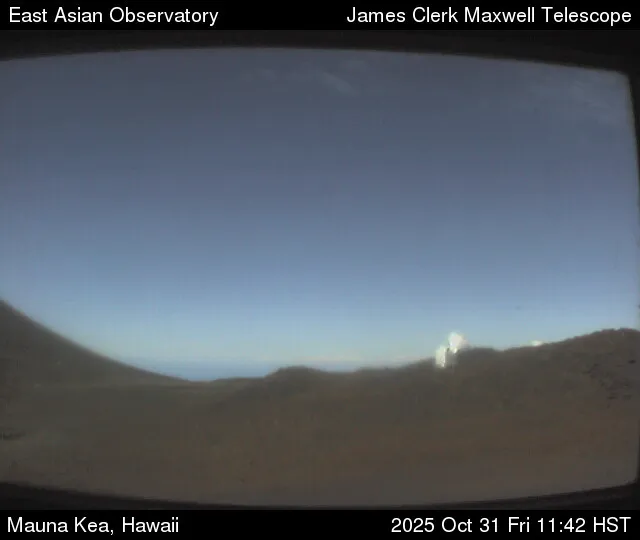 East Asian Observatory
James Clerk Maxwell Telescope
Mauna Kea, Hawaii
2025 Oct 31 Fri 11:42 HST